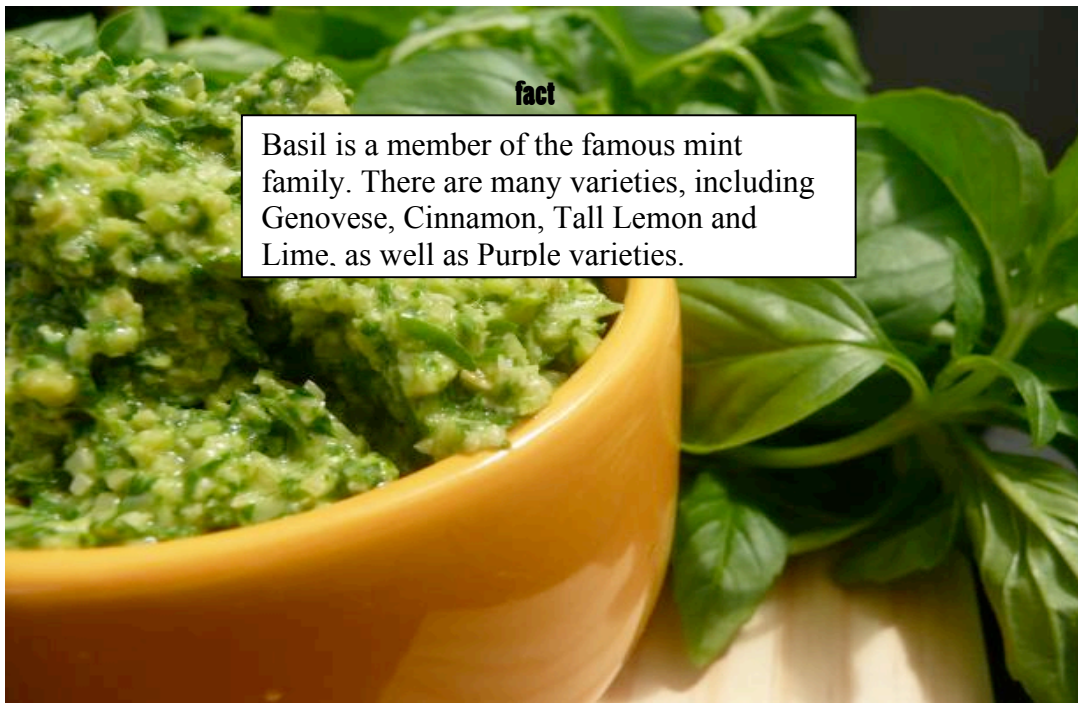 fact
Basil is a member of the famous mint
family. There are many varieties, including
Genovese, Cinnamon, Tall Lemon and
Lime, as well as Purple varieties.